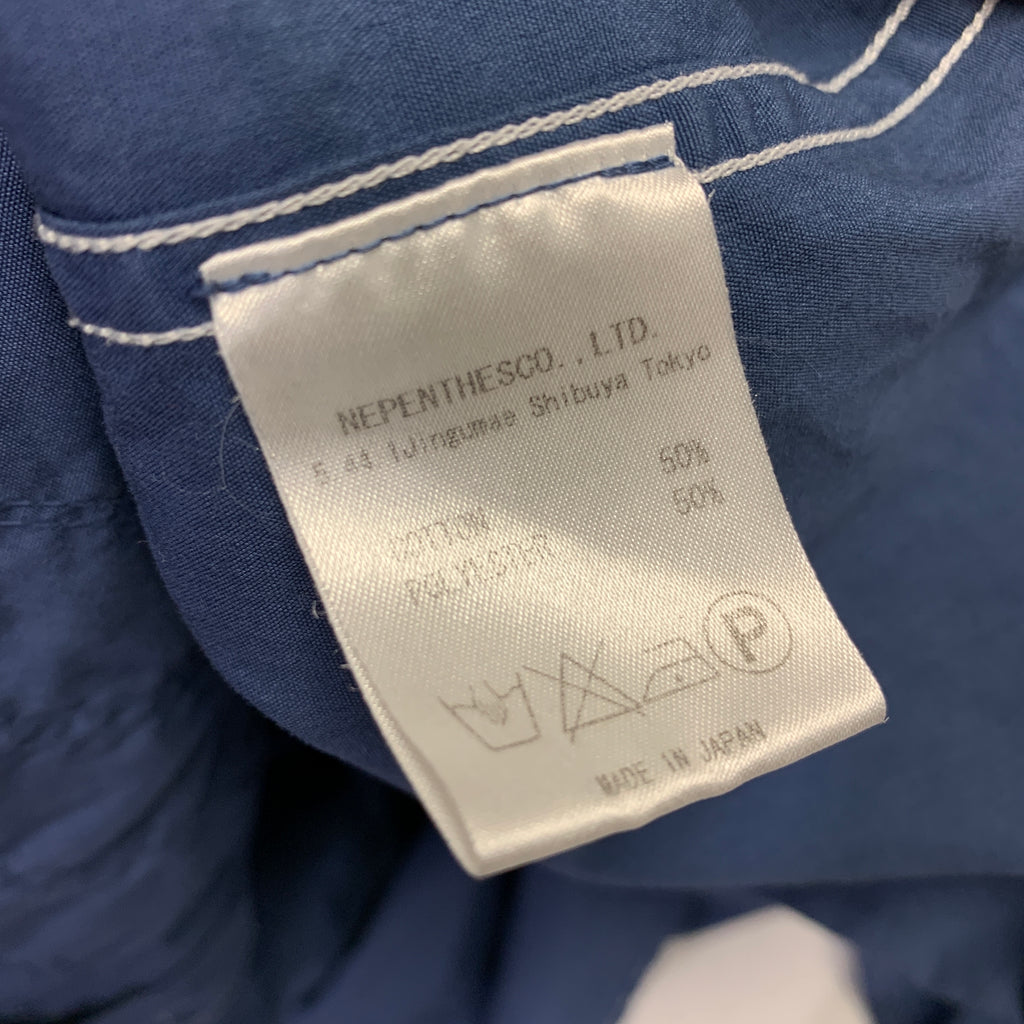 NEPENTHESCO.,LTD.
5 44 1Jingumae Shibuya Tokyo
COTTON 50%
POLYESTER 50%
P
MADE IN JAPAN